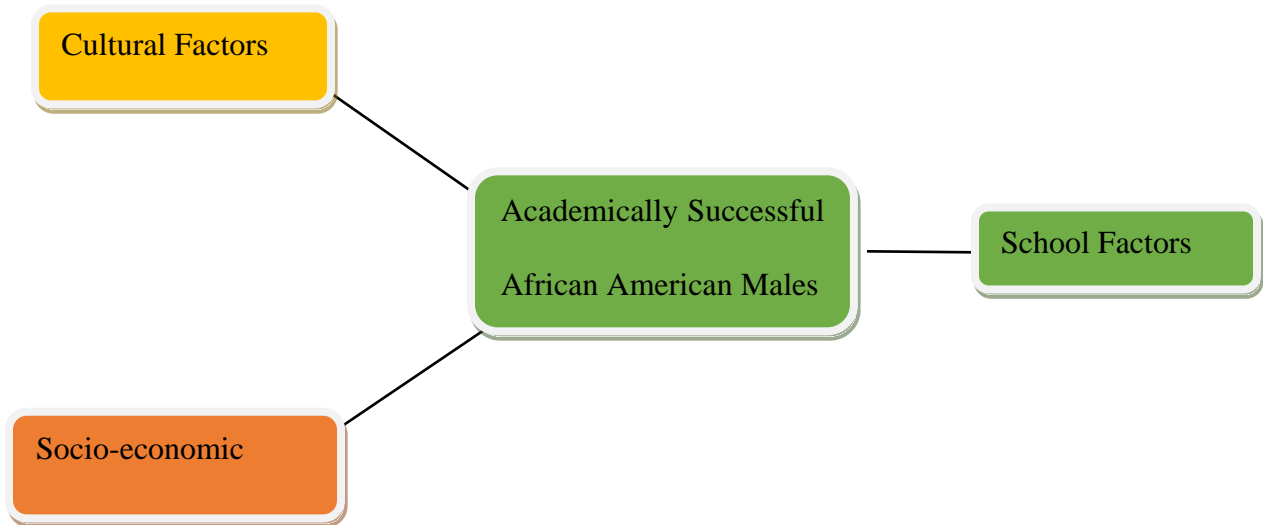 Cultural Factors
Academically Successful
African American Males
School Factors
Socio-economic